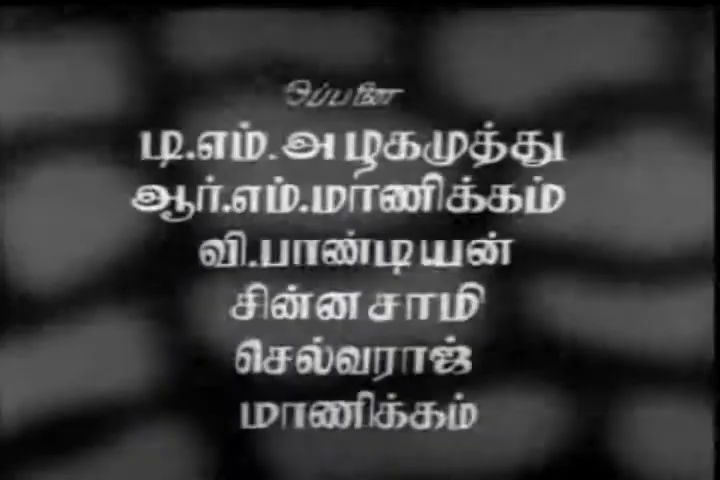 ஒப்பனை
டி.எம்.அழகமுத்து
ஆர்.எம்.மாணிக்கம்
வி.பாண்டியன்
சின்னசாமி
செல்வராஜ்
மாணிக்கம்